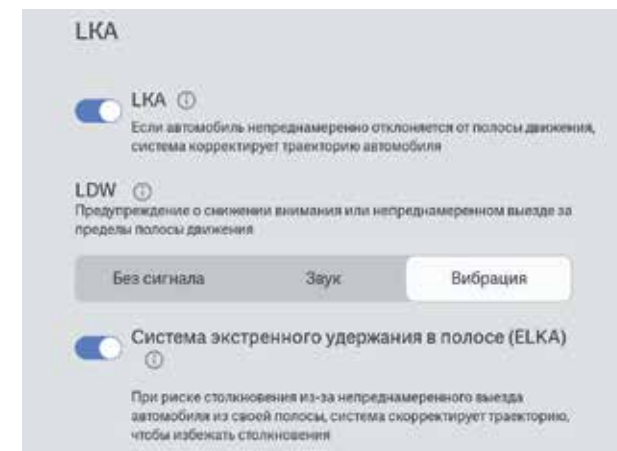 LKA
LKA
Если автомобиль непреднамеренно отклоняется от полосы движения,
система корректирует траекторию автомобиля
LDW
Предупреждение о снижении внимания или непреднамеренном выезде за
пределы полосы движения
Без сигнала Звук Вибрация
Система экстренного удержания в полосе (ELKA)
При риске столкновения из-за непреднамеренного выезда
автомобиля из своей полосы, система скорректирует траекторию,
чтобы избежать столкновения